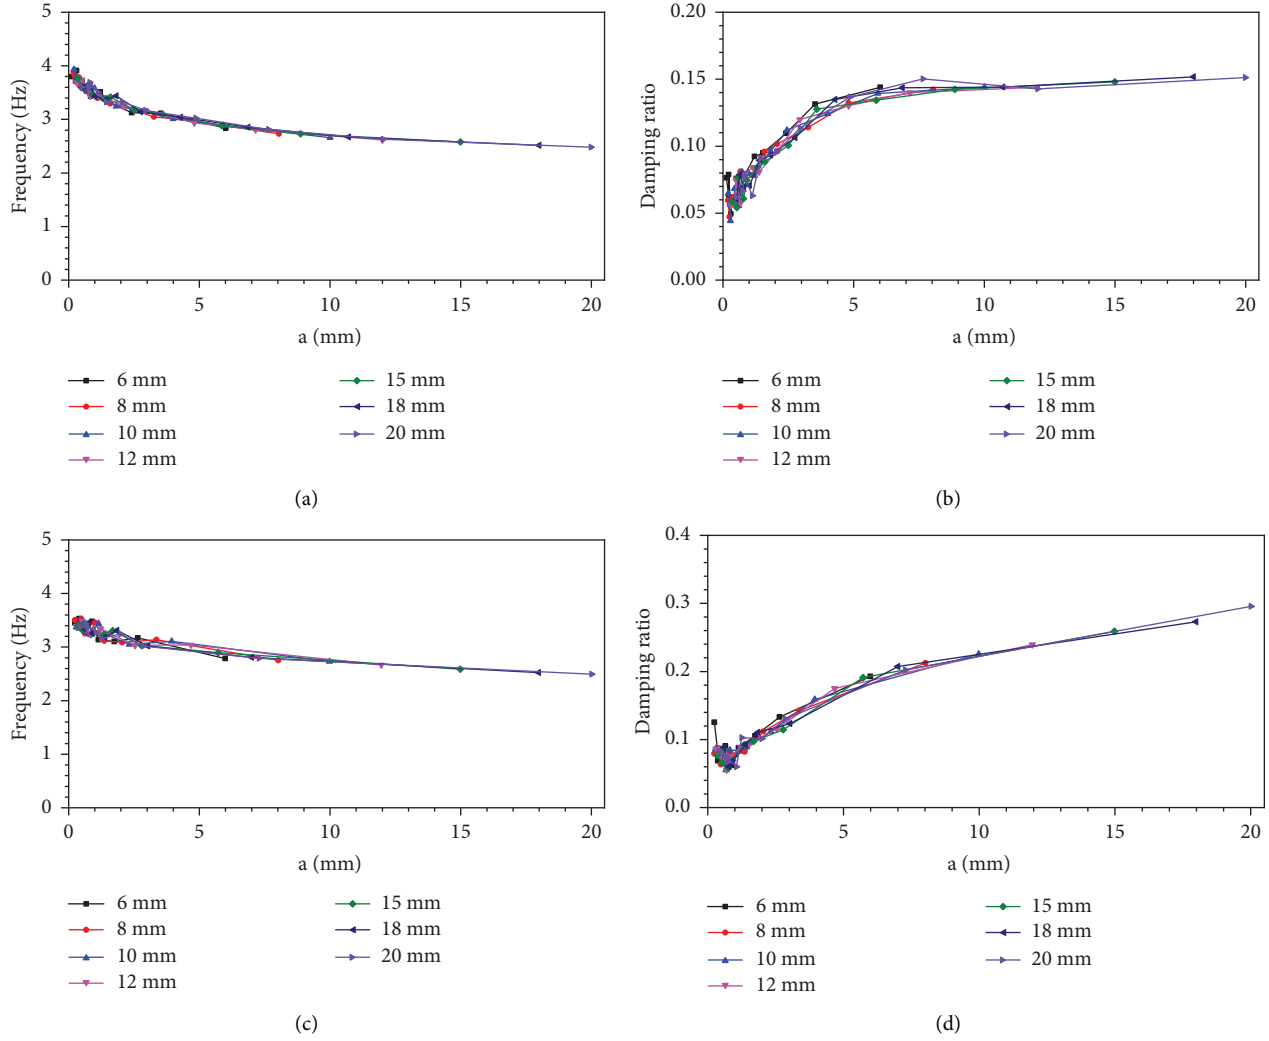 5
4
3
2
1
0
Frequency (Hz)
0 5 10 15 20
a (mm)
6 mm
8 mm
10 mm
12 mm
15 mm
18 mm
20 mm
(a)
0.20
0.15
0.10
0.05
0.00
Damping ratio
0 5 10 15 20
a (mm)
6 mm
8 mm
10 mm
12 mm
15 mm
18 mm
20 mm
(b)
5
4
3
2
1
0
Frequency (Hz)
0 5 10 15 20
a (mm)
6 mm
8 mm
10 mm
12 mm
15 mm
18 mm
20 mm
(c)
0.4
0.3
0.2
0.1
0.0
Damping ratio
0 5 10 15 20
a (mm)
6 mm
8 mm
10 mm
12 mm
15 mm
18 mm
20 mm
(d)